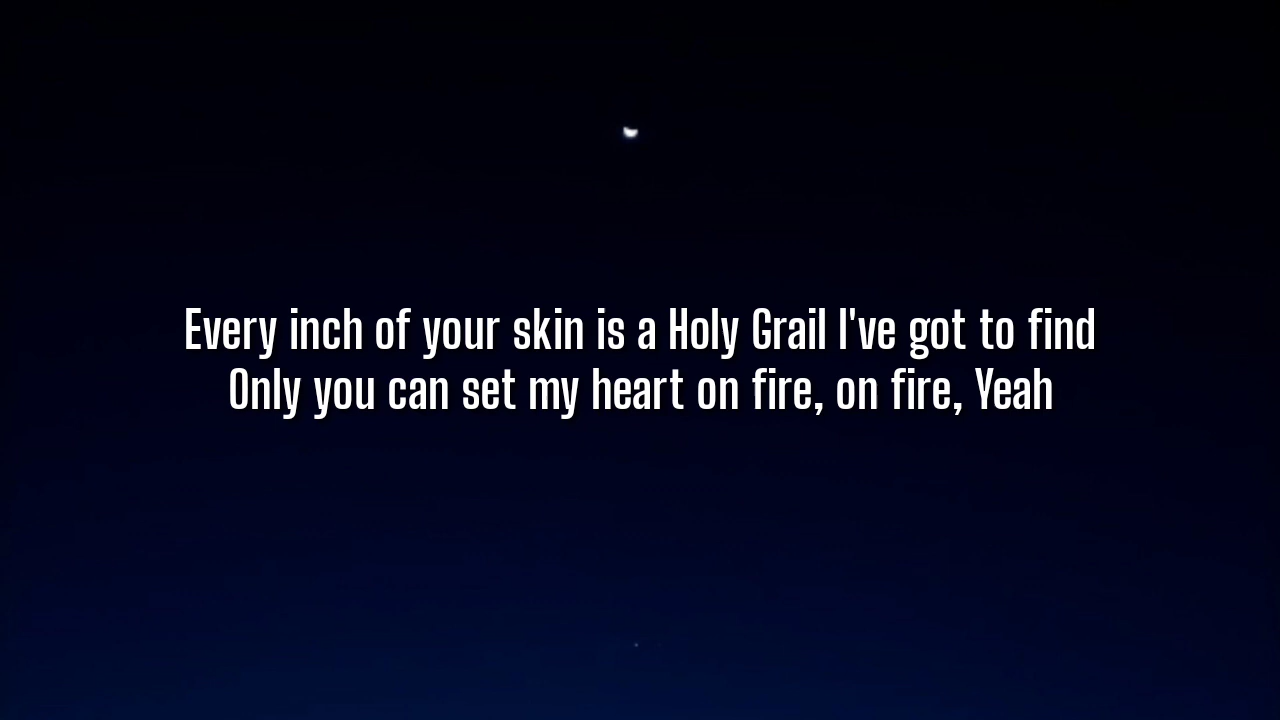 Every inch of your skin is a Holy Grail I've got to find
Only you can set my heart on fire, on fire, Yeah